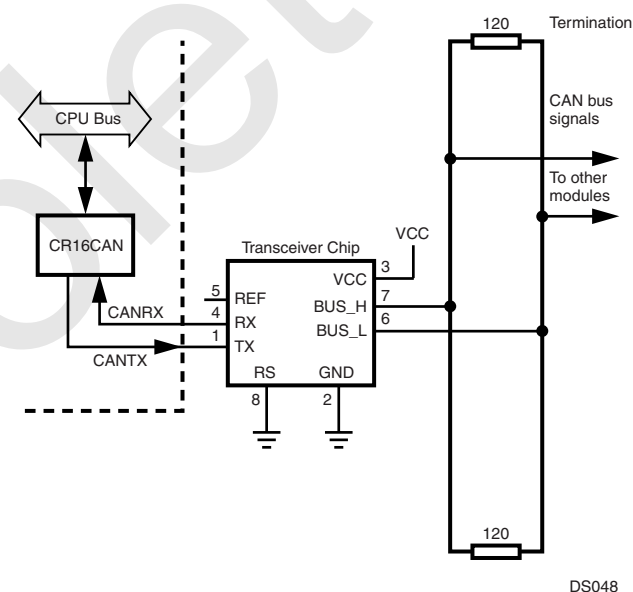 120
Termination
CAN bus
signals
CPU Bus
To other
modules
CR16CAN
Transceiver Chip
VCC
3
VCC
5
REF
7
BUS_H
CANRX
4
RX
6
BUS_L
1
TX
CANTX
RS
GND
8
2
120
DS048